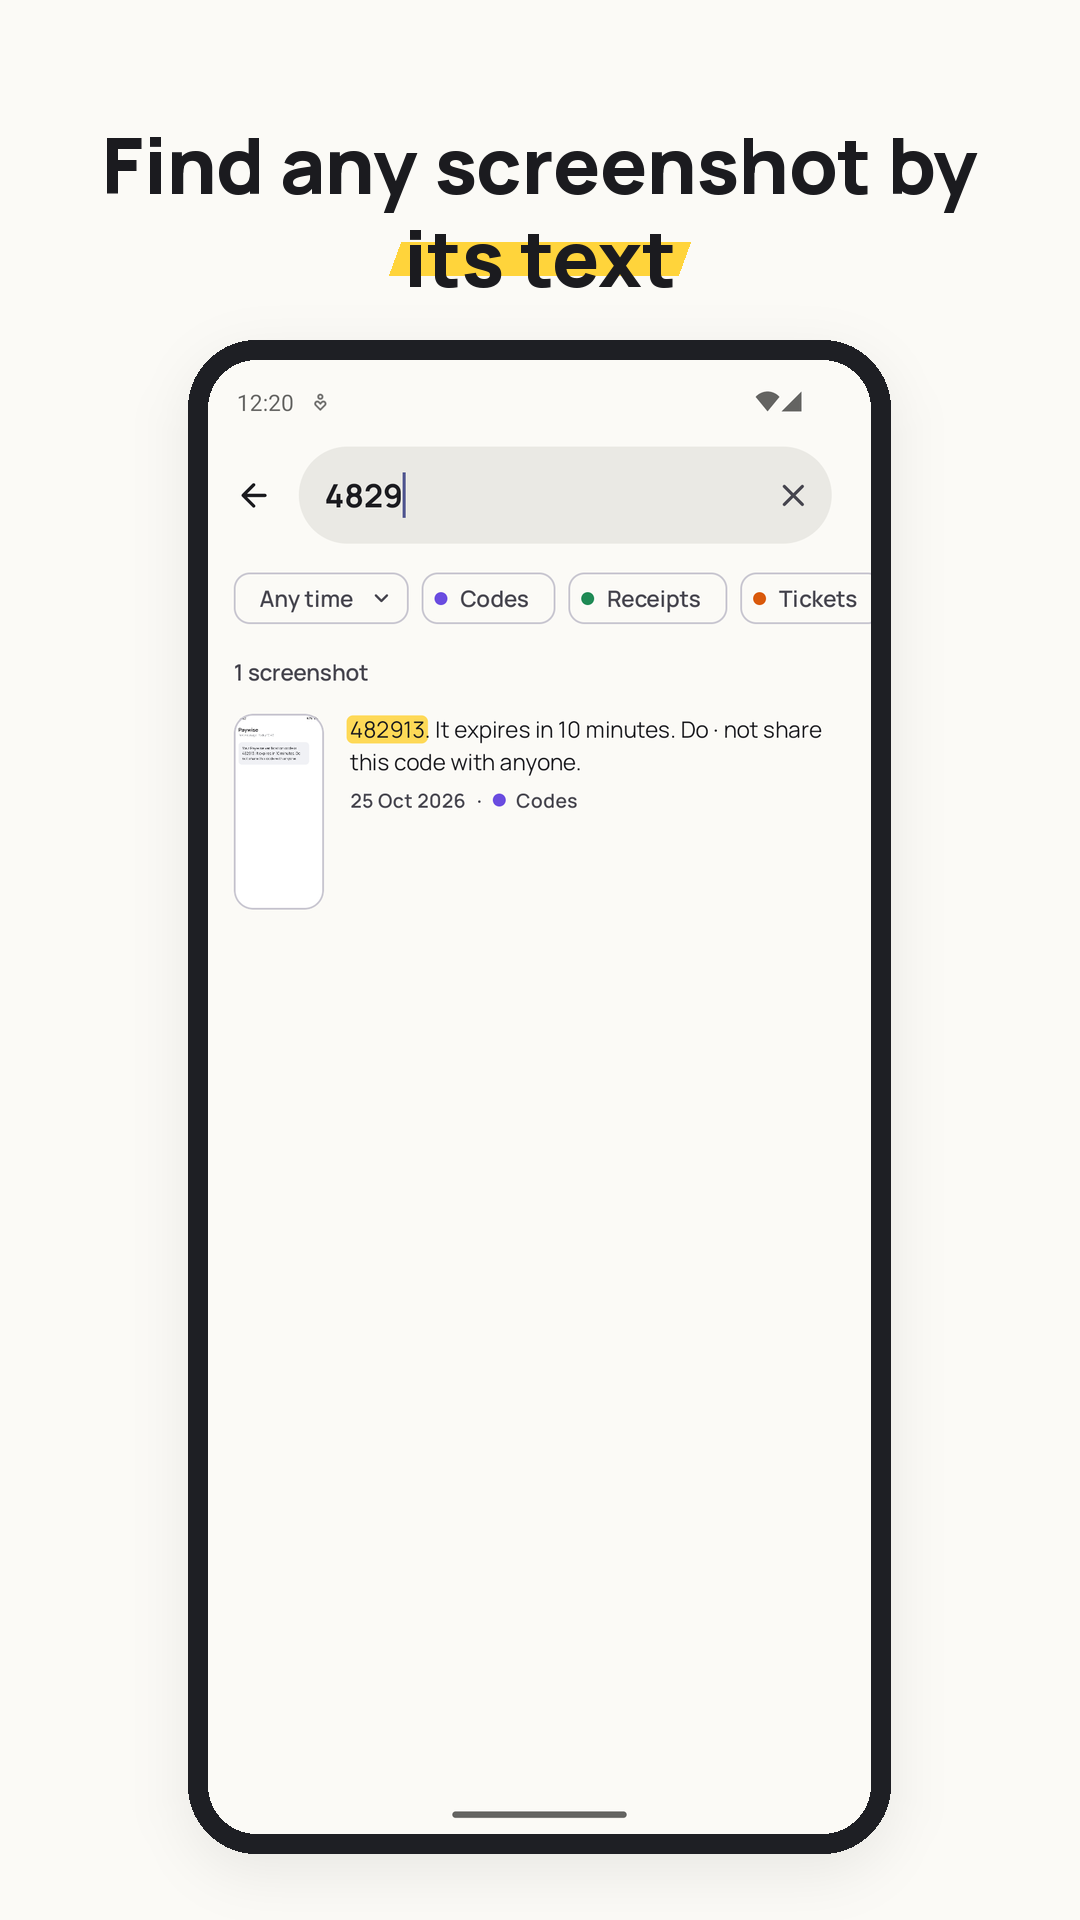 Find any screenshot by
its text
12:20
4829
Any time
Codes
Receipts
Tickets
1 screenshot
Paywise
482913. It expires in 10 minutes. Do · not share
this code with anyone.
25 Oct 2026 · Codes